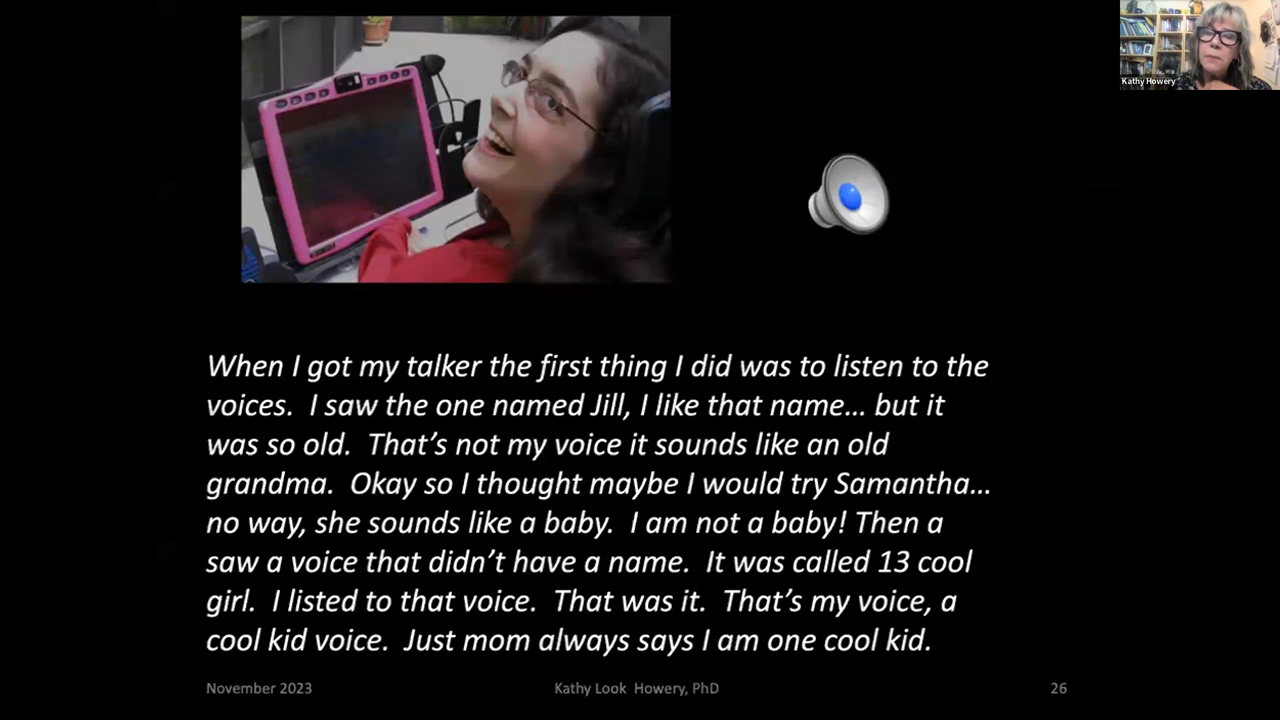 Kathy Howery
When I got my talker the first thing I did was to listen to the
voices.  I saw the one named Jill, I like that name… but it
was so old.  That’s not my voice it sounds like an old
grandma.  Okay so I thought maybe I would try Samantha…
no way, she sounds like a baby.  I am not a baby! Then a
saw a voice that didn’t have a name.  It was called 13 cool
girl.  I listed to that voice.  That was it.  That’s my voice, a
cool kid voice.  Just mom always says I am one cool kid.
November 2023
Kathy Look  Howery, PhD
26